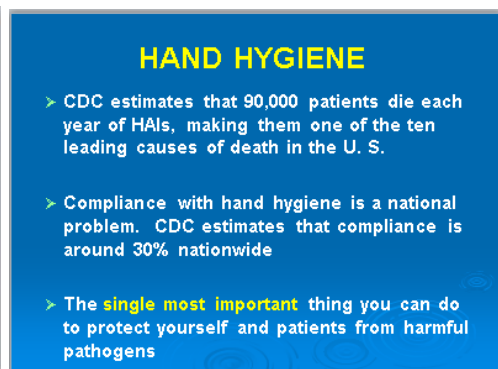 HAND HYGIENE
CDC estimates that 90,000 patients die each
year of HAIs, making them one of the ten
leading causes of death in the U. S.
Compliance with hand hygiene is a national
problem. CDC estimates that compliance is
around 30% nationwide
The single most important thing you can do
to protect yourself and patients from harmful
pathogens